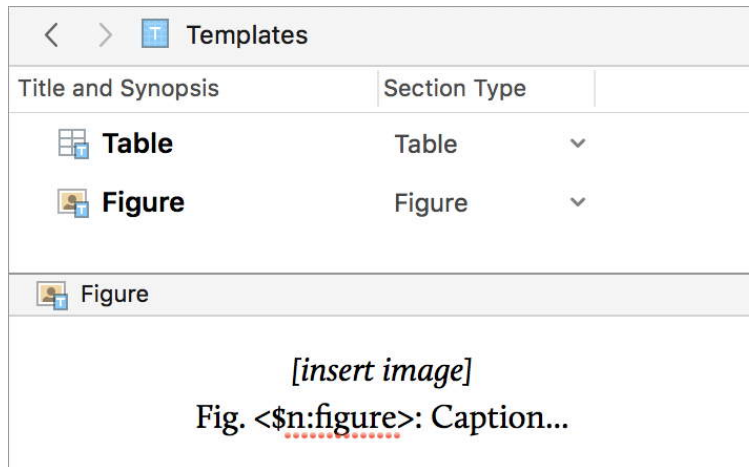 Templates
Title and Synopsis Section Type
Table Table
Figure Figure
Figure
[insert image]
Fig. <$n:figure>: Caption...